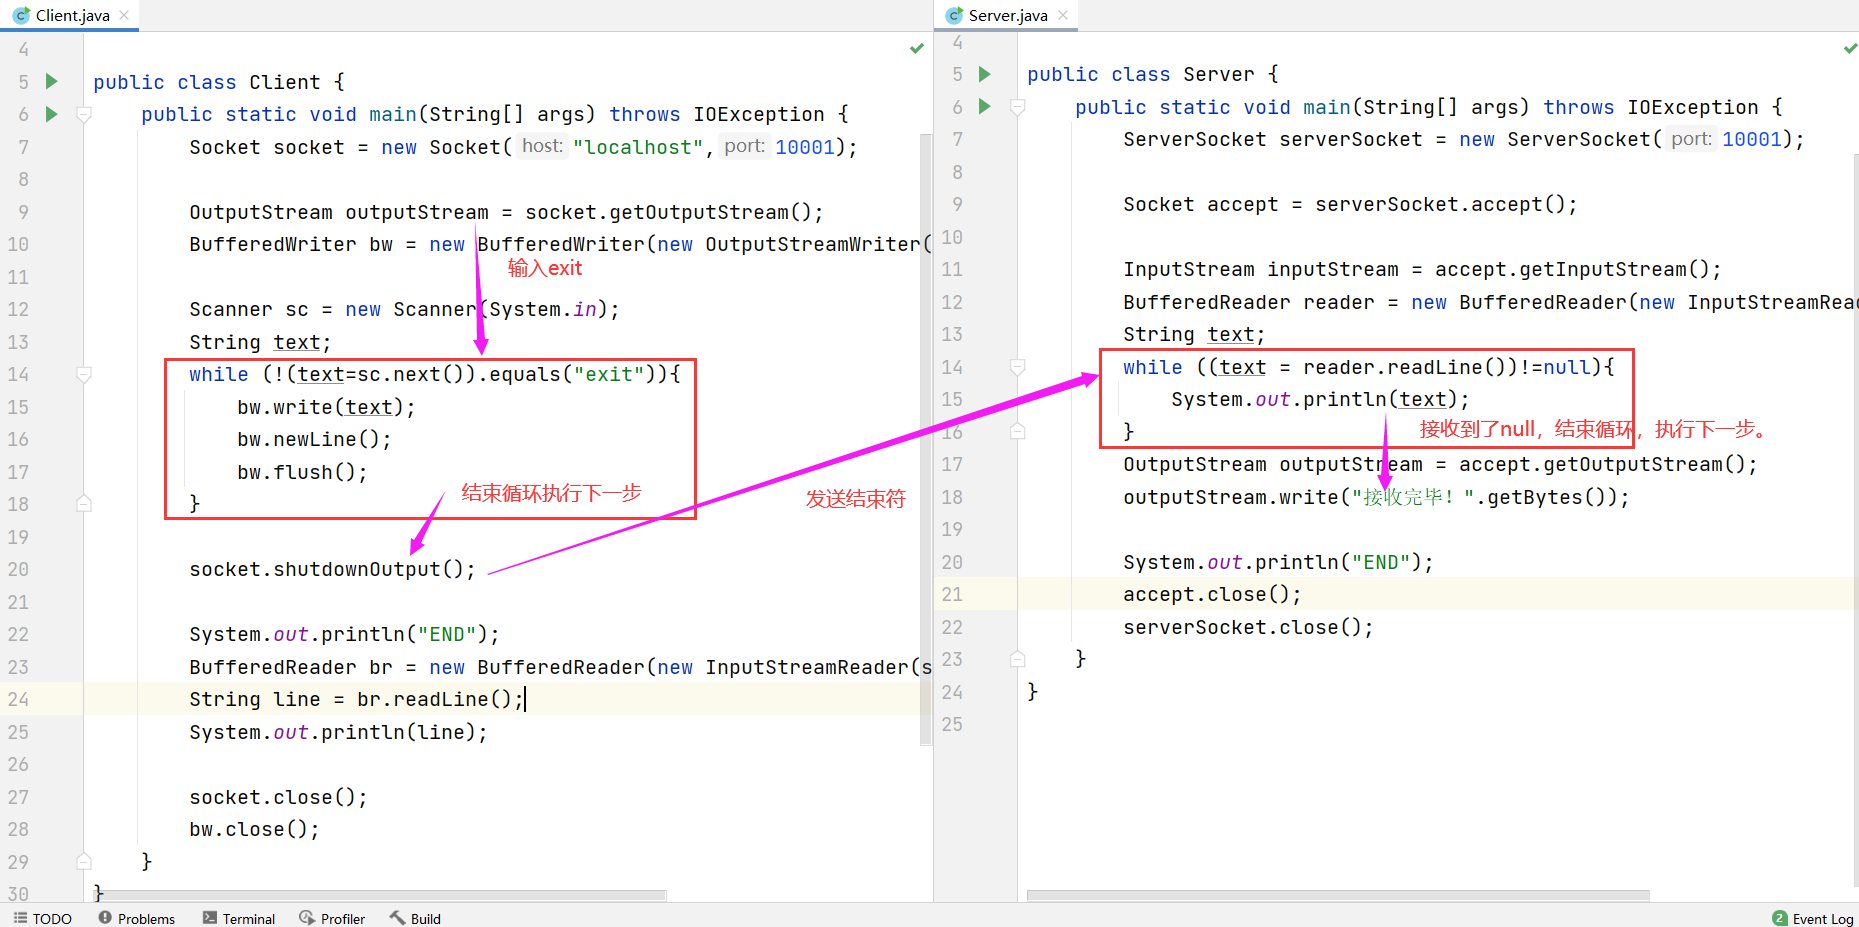 Client.java
4
5 public class Client {
6 public static void main(String[] args) throws IOException {
7 Socket socket = new Socket( host: "localhost", port: 10001);
8
9 OutputStream outputStream = socket.getOutputStream();
10 BufferedWriter bw = new BufferedWriter(new OutputStreamWriter(
输入exit
11
12 Scanner sc = new Scanner(System.in);
13 String text;
14 while (!(text=sc.next()).equals("exit")){
15 bw.write(text);
16 bw.newLine();
17 bw.flush();
结束循环执行下一步
18 }
19
20 socket.shutdownOutput();
21
22 System.out.println("END");
23 BufferedReader br = new BufferedReader(new InputStreamReader(s
24 String line = br.readLine();
25 System.out.println(line);
26
27 socket.close();
28 bw.close();
29 }
30 }
发送结束符
Server.java
4
5 public class Server {
6 public static void main(String[] args) throws IOException {
7 ServerSocket serverSocket = new ServerSocket( port: 10001);
8
9 Socket accept = serverSocket.accept();
10
11 InputStream inputStream = accept.getInputStream();
12 BufferedReader reader = new BufferedReader(new InputStreamRead
13 String text;
14 while ((text = reader.readLine())!=null){
15 System.out.println(text);
16 }
接收到了null，结束循环，执行下一步。
17 OutputStream outputStream = accept.getOutputStream();
18 outputStream.write("接收完毕！".getBytes());
19
20 System.out.println("END");
21 accept.close();
22 serverSocket.close();
23 }
24 }
25
TODO Problems Terminal Profiler Build 2 Event Log